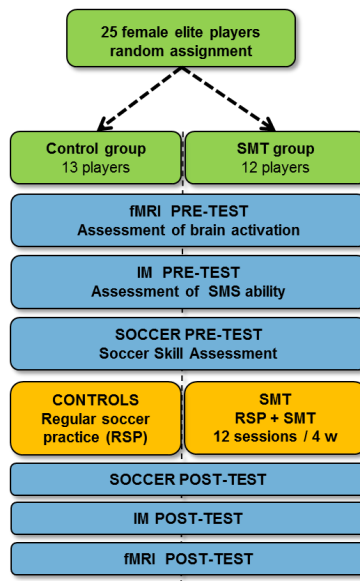 25 female elite players
random assignment
Control group
13 players
SMT group
12 players
fMRI PRE-TEST
Assessment of brain activation
IM PRE-TEST
Assessment of SMS ability
SOCCER PRE-TEST
Soccer Skill Assessment
CONTROLS
Regular soccer
practice (RSP)
SMT
RSP + SMT
12 sessions / 4 w
SOCCER POST-TEST
IM POST-TEST
fMRI POST-TEST